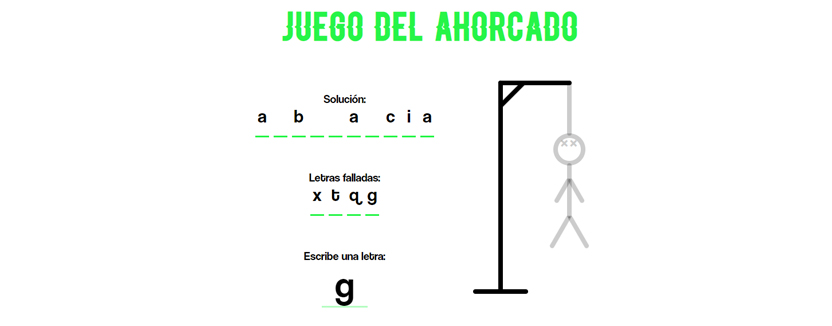 JUEGO DEL AHORCADO
Solución:
a b a c i a
Letras falladas:
x t q g
Escribe una letra:
g